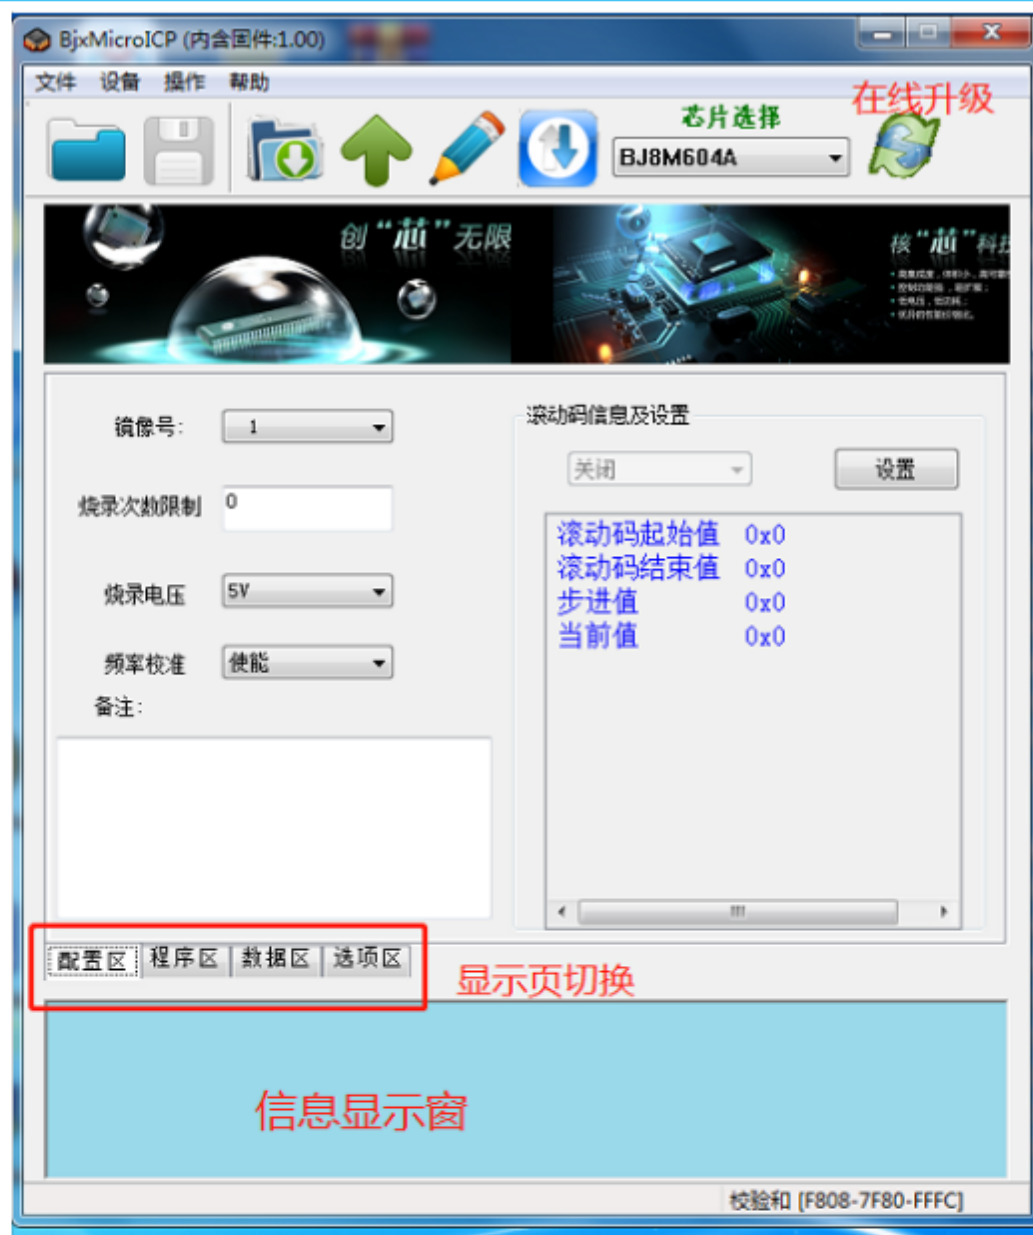 BjxMicroICP (内含固件:1.00)
文件 设备 操作 帮助
在线升级
芯片选择
BJ8M604A
创“芯”无限
核“芯”科技
镜像号: 1
烧录次数限制 0
烧录电压 5V
频率校准 使能
备注:
滚动码信息及设置
关闭 设置
滚动码起始值 0x0
滚动码结束值 0x0
步进值 0x0
当前值 0x0
配置区 程序区 数据区 选项区
显示页切换
信息显示窗
校验和 [F808-7F80-FFFC]